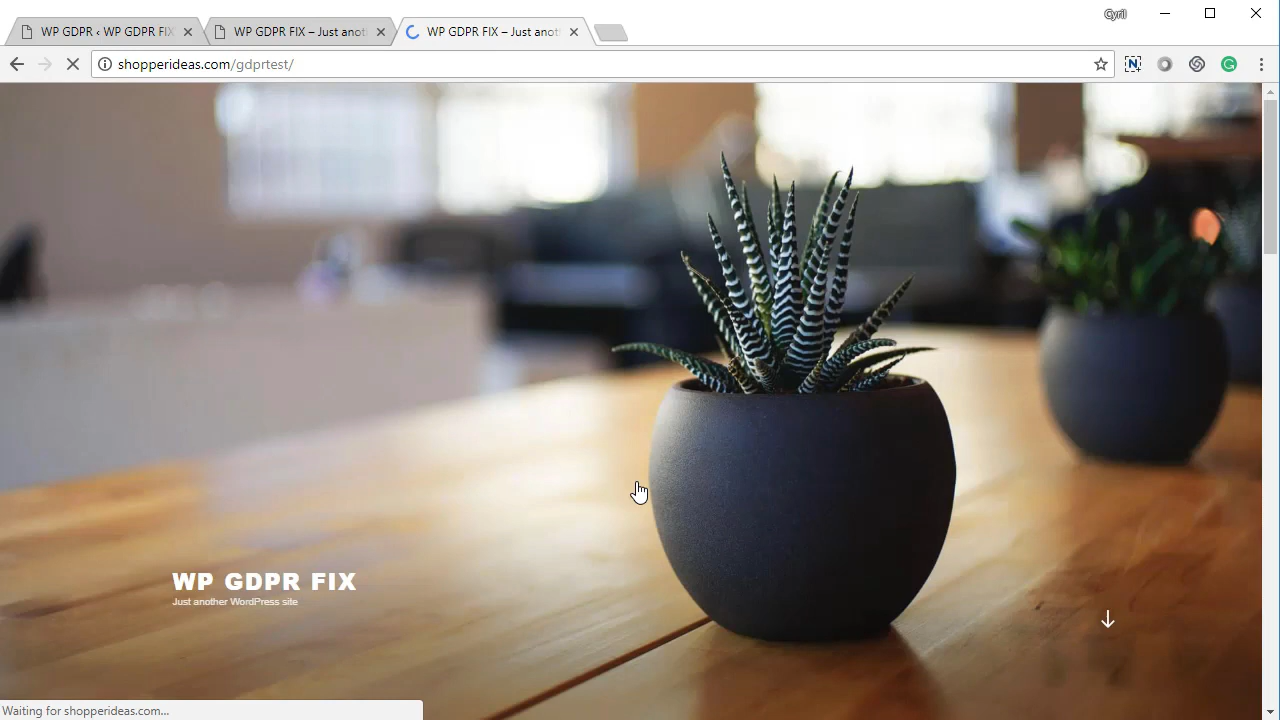 Cyril
WP GDPR ‹ WP GDPR FIX
WP GDPR FIX – Just anot
WP GDPR FIX – Just anot
shopperideas.com/gdprtest/
WP GDPR FIX
Just another WordPress site
Waiting for shopperideas.com...